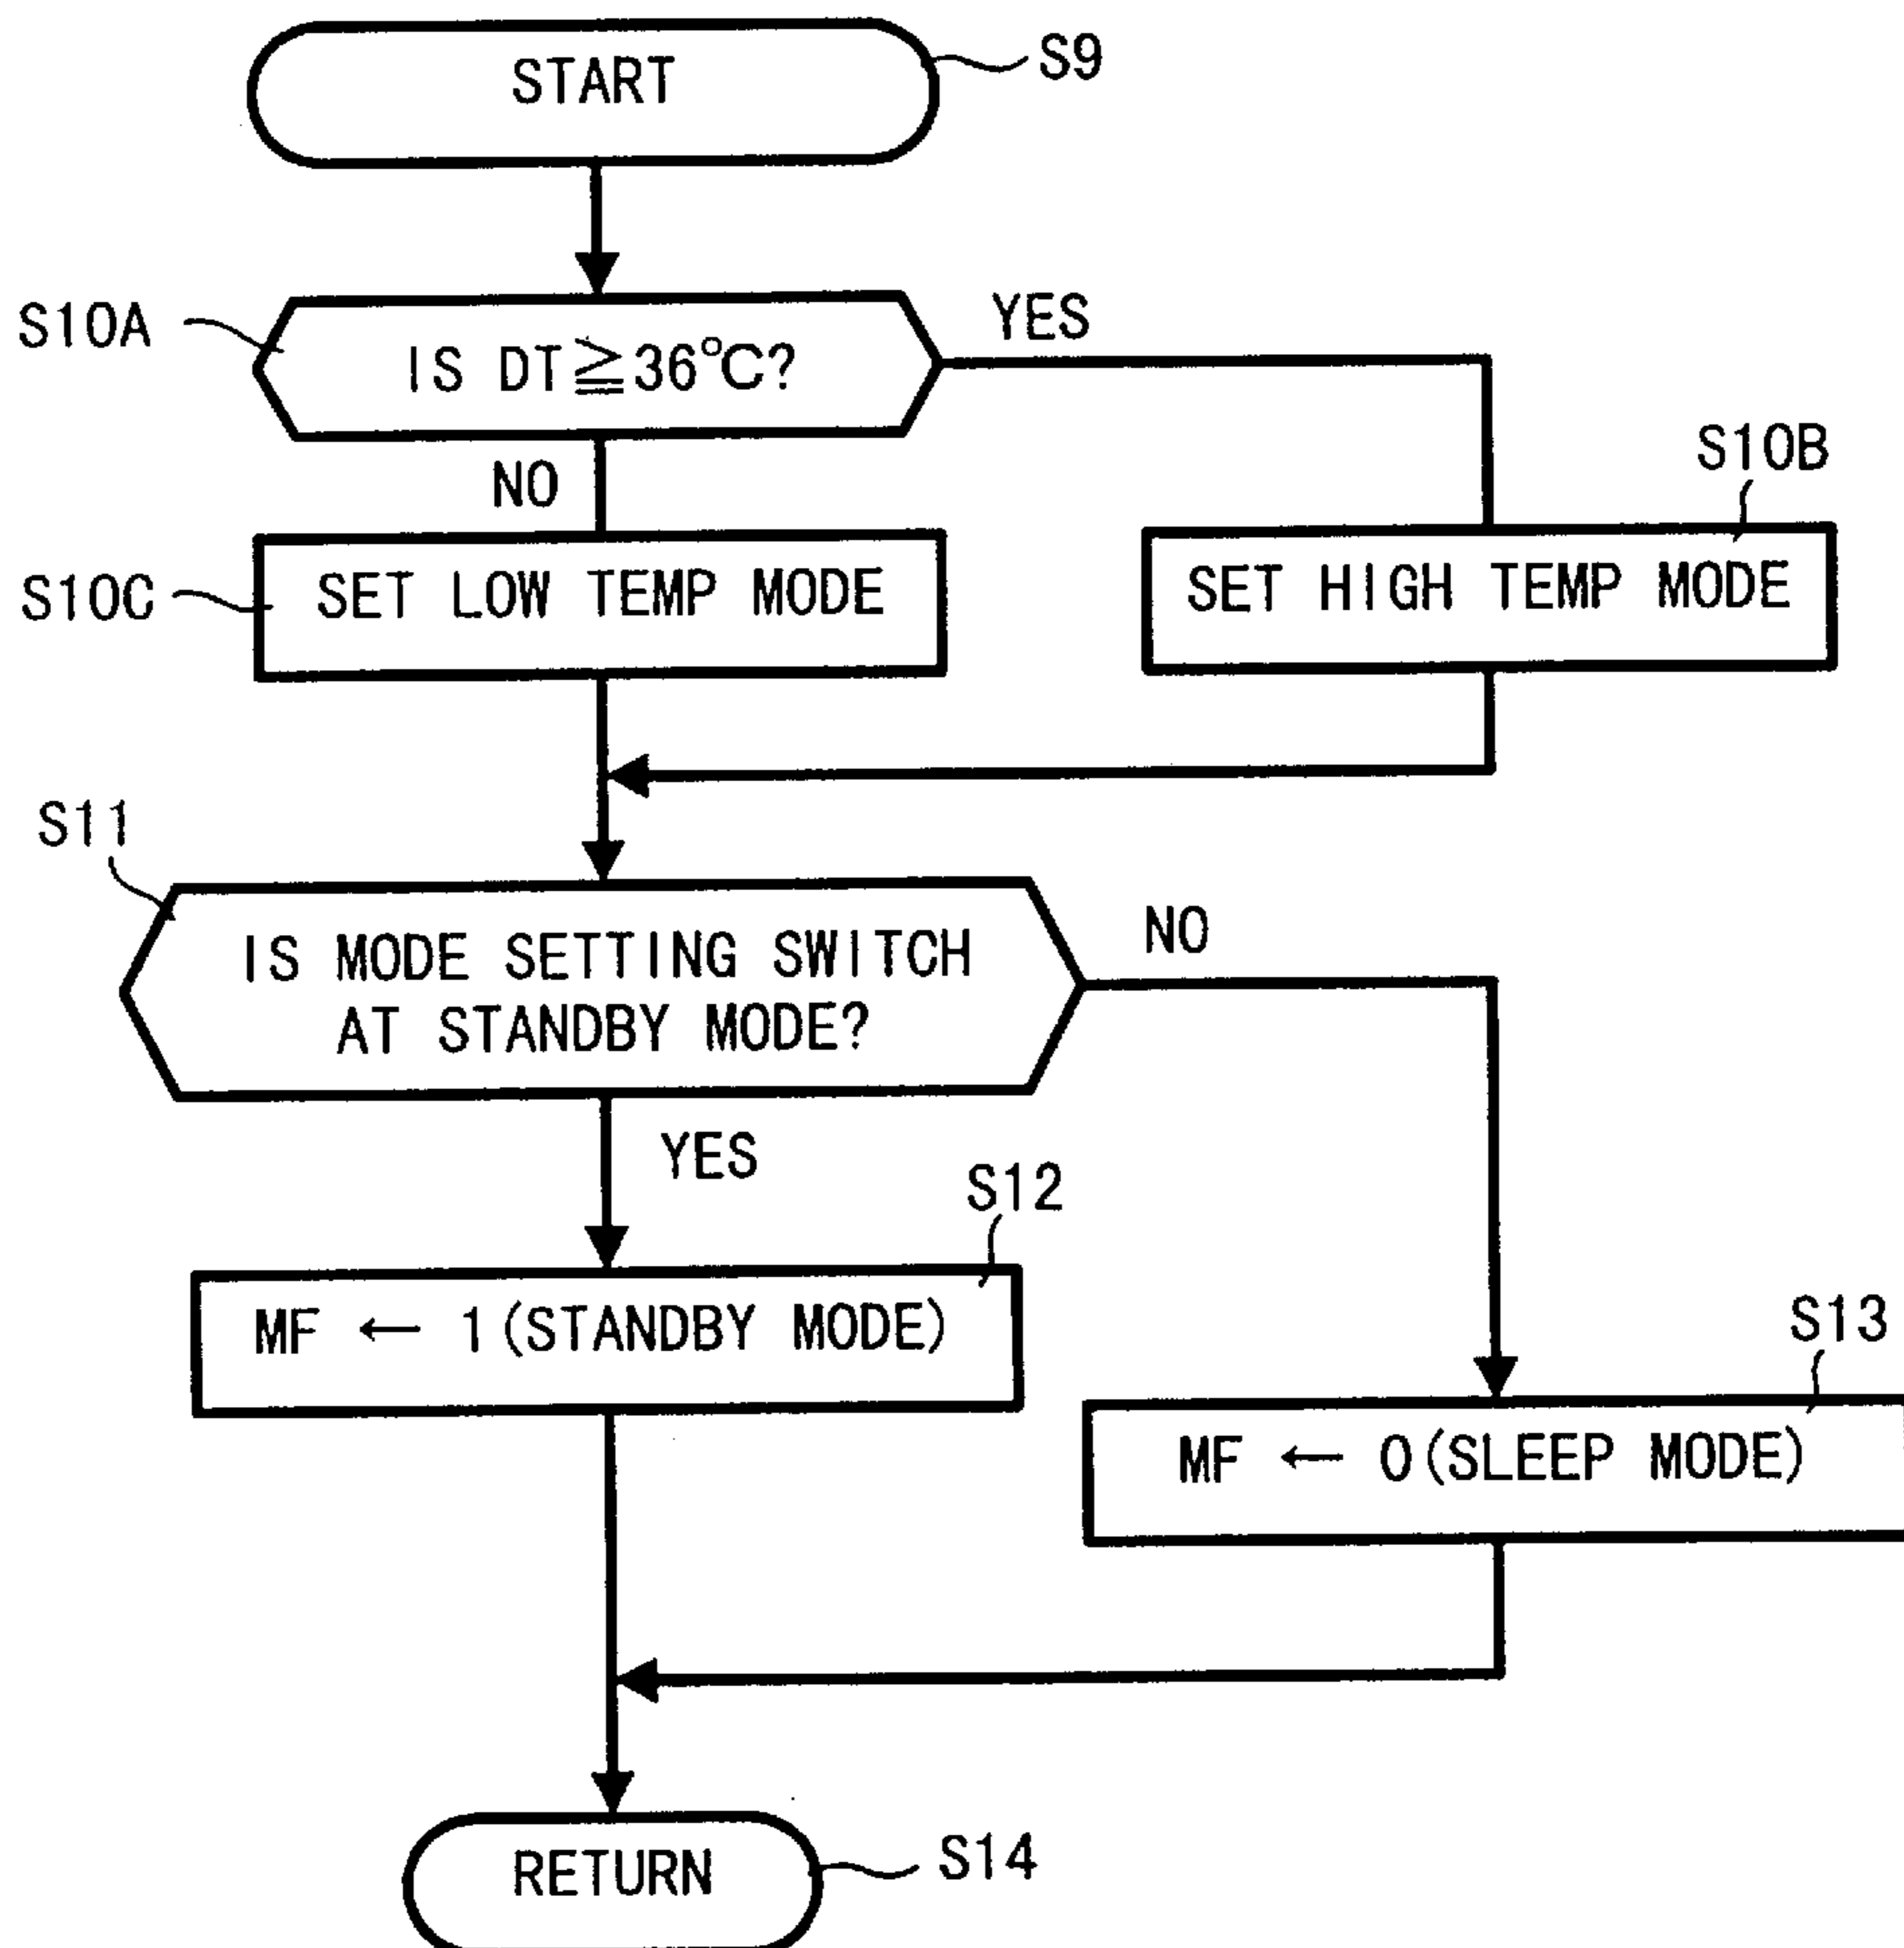 START
S9
S10A
IS DT≧36℃?
YES
NO
S10B
S10C
SET LOW TEMP MODE
SET HIGH TEMP MODE
S11
IS MODE SETTING SWITCH
AT STANDBY MODE?
NO
YES
S12
MF ← 1(STANDBY MODE)
S13
MF ← 0(SLEEP MODE)
RETURN
S14